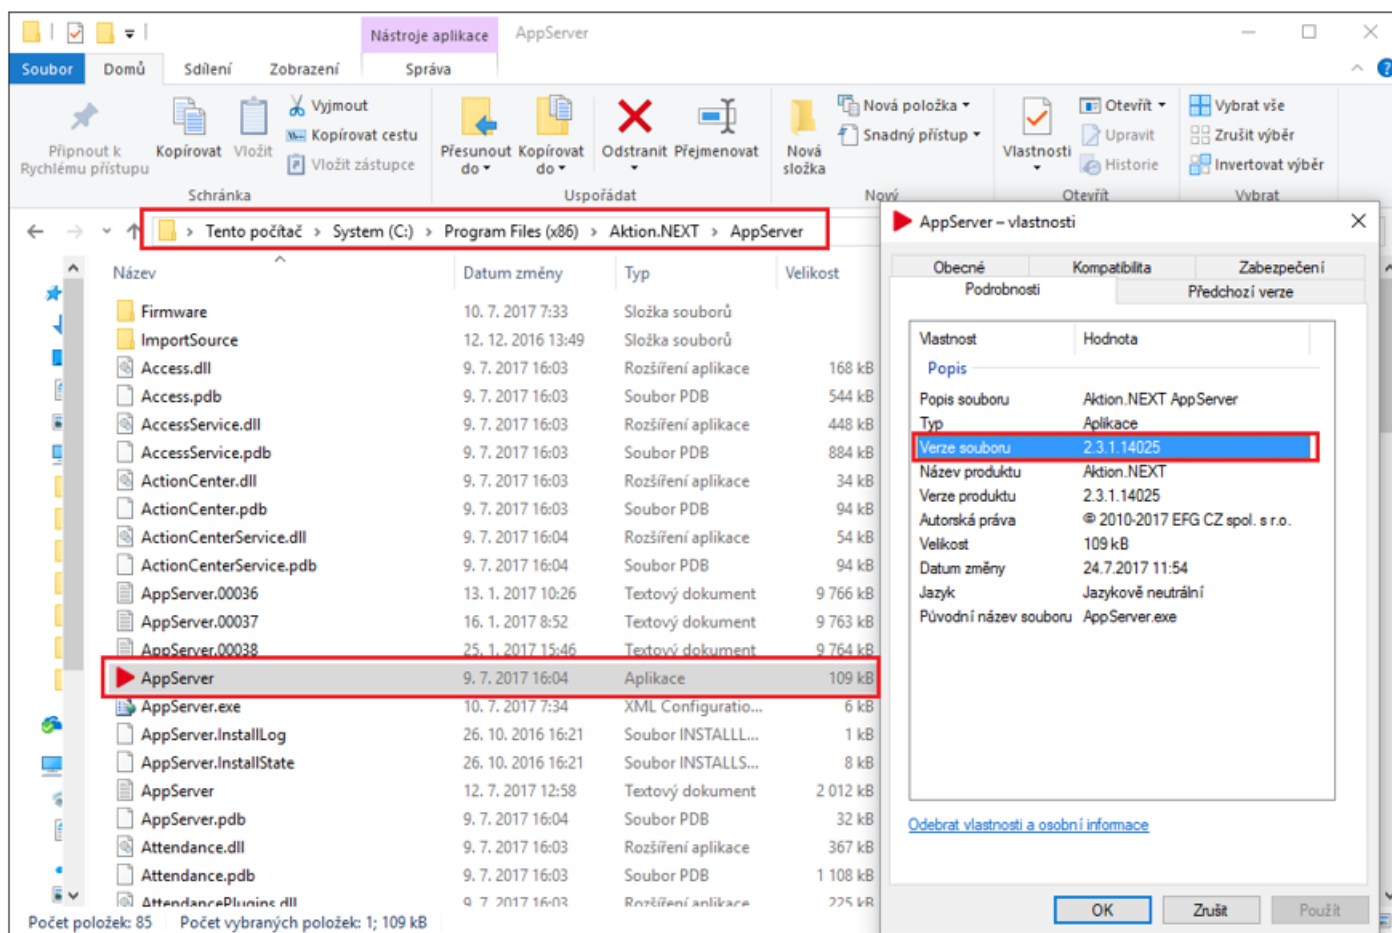 Nástroje aplikace AppServer
Soubor Domů Sdílení Zobrazení Správa
Připnout k Rychlému přístupu
Kopírovat
Vložit
Vyjmout
Kopírovat cestu
Vložit zástupce
Schránka
Přesunout do
Kopírovat do
Odstranit
Přejmenovat
Uspořádat
Nová složka
Nová položka
Snadný přístup
Nový
Vlastnosti
Otevřít
Upravit
Historie
Otevřít
Vybrat vše
Zrušit výběr
Invertovat výběr
Vybrat
Tento počítač › System (C:) › Program Files (x86) › Aktion.NEXT › AppServer
Název Datum změny Typ Velikost
Firmware 10. 7. 2017 7:33 Složka souborů
ImportSource 12. 12. 2016 13:49 Složka souborů
Access.dll 9. 7. 2017 16:03 Rozšíření aplikace 168 kB
Access.pdb 9. 7. 2017 16:03 Soubor PDB 544 kB
AccessService.dll 9. 7. 2017 16:03 Rozšíření aplikace 448 kB
AccessService.pdb 9. 7. 2017 16:03 Soubor PDB 884 kB
ActionCenter.dll 9. 7. 2017 16:03 Rozšíření aplikace 34 kB
ActionCenter.pdb 9. 7. 2017 16:03 Soubor PDB 94 kB
ActionCenterService.dll 9. 7. 2017 16:04 Rozšíření aplikace 54 kB
ActionCenterService.pdb 9. 7. 2017 16:04 Soubor PDB 94 kB
AppServer.00036 13. 1. 2017 10:26 Textový dokument 9 766 kB
AppServer.00037 16. 1. 2017 8:52 Textový dokument 9 763 kB
AppServer.00038 25. 1. 2017 15:46 Textový dokument 9 764 kB
AppServer 9. 7. 2017 16:04 Aplikace 109 kB
AppServer.exe 10. 7. 2017 7:34 XML Configuratio... 6 kB
AppServer.InstallLog 26. 10. 2016 16:21 Soubor INSTALLL... 1 kB
AppServer.InstallState 26. 10. 2016 16:21 Soubor INSTALLS... 8 kB
AppServer 12. 7. 2017 12:58 Textový dokument 2 012 kB
AppServer.pdb 9. 7. 2017 16:04 Soubor PDB 32 kB
Attendance.dll 9. 7. 2017 16:03 Rozšíření aplikace 367 kB
Attendance.pdb 9. 7. 2017 16:03 Soubor PDB 1 108 kB
AttendancePlugins.dll 9. 7. 2017 16:03 Rozšíření aplikace 225 kB
Počet položek: 85 Počet vybraných položek: 1; 109 kB
AppServer – vlastnosti
Obecné Kompatibilita Zabezpečení
Podrobnosti Předchozí verze
Vlastnost Hodnota
Popis
Popis souboru Aktion.NEXT AppServer
Typ Aplikace
Verze souboru 2.3.1.14025
Název produktu Aktion.NEXT
Verze produktu 2.3.1.14025
Autorská práva © 2010-2017 EFG CZ spol. s r.o.
Velikost 109 kB
Datum změny 24.7.2017 11:54
Jazyk Jazykově neutrální
Původní název souboru AppServer.exe
Odebrat vlastnosti a osobní informace
OK Zrušit Použít